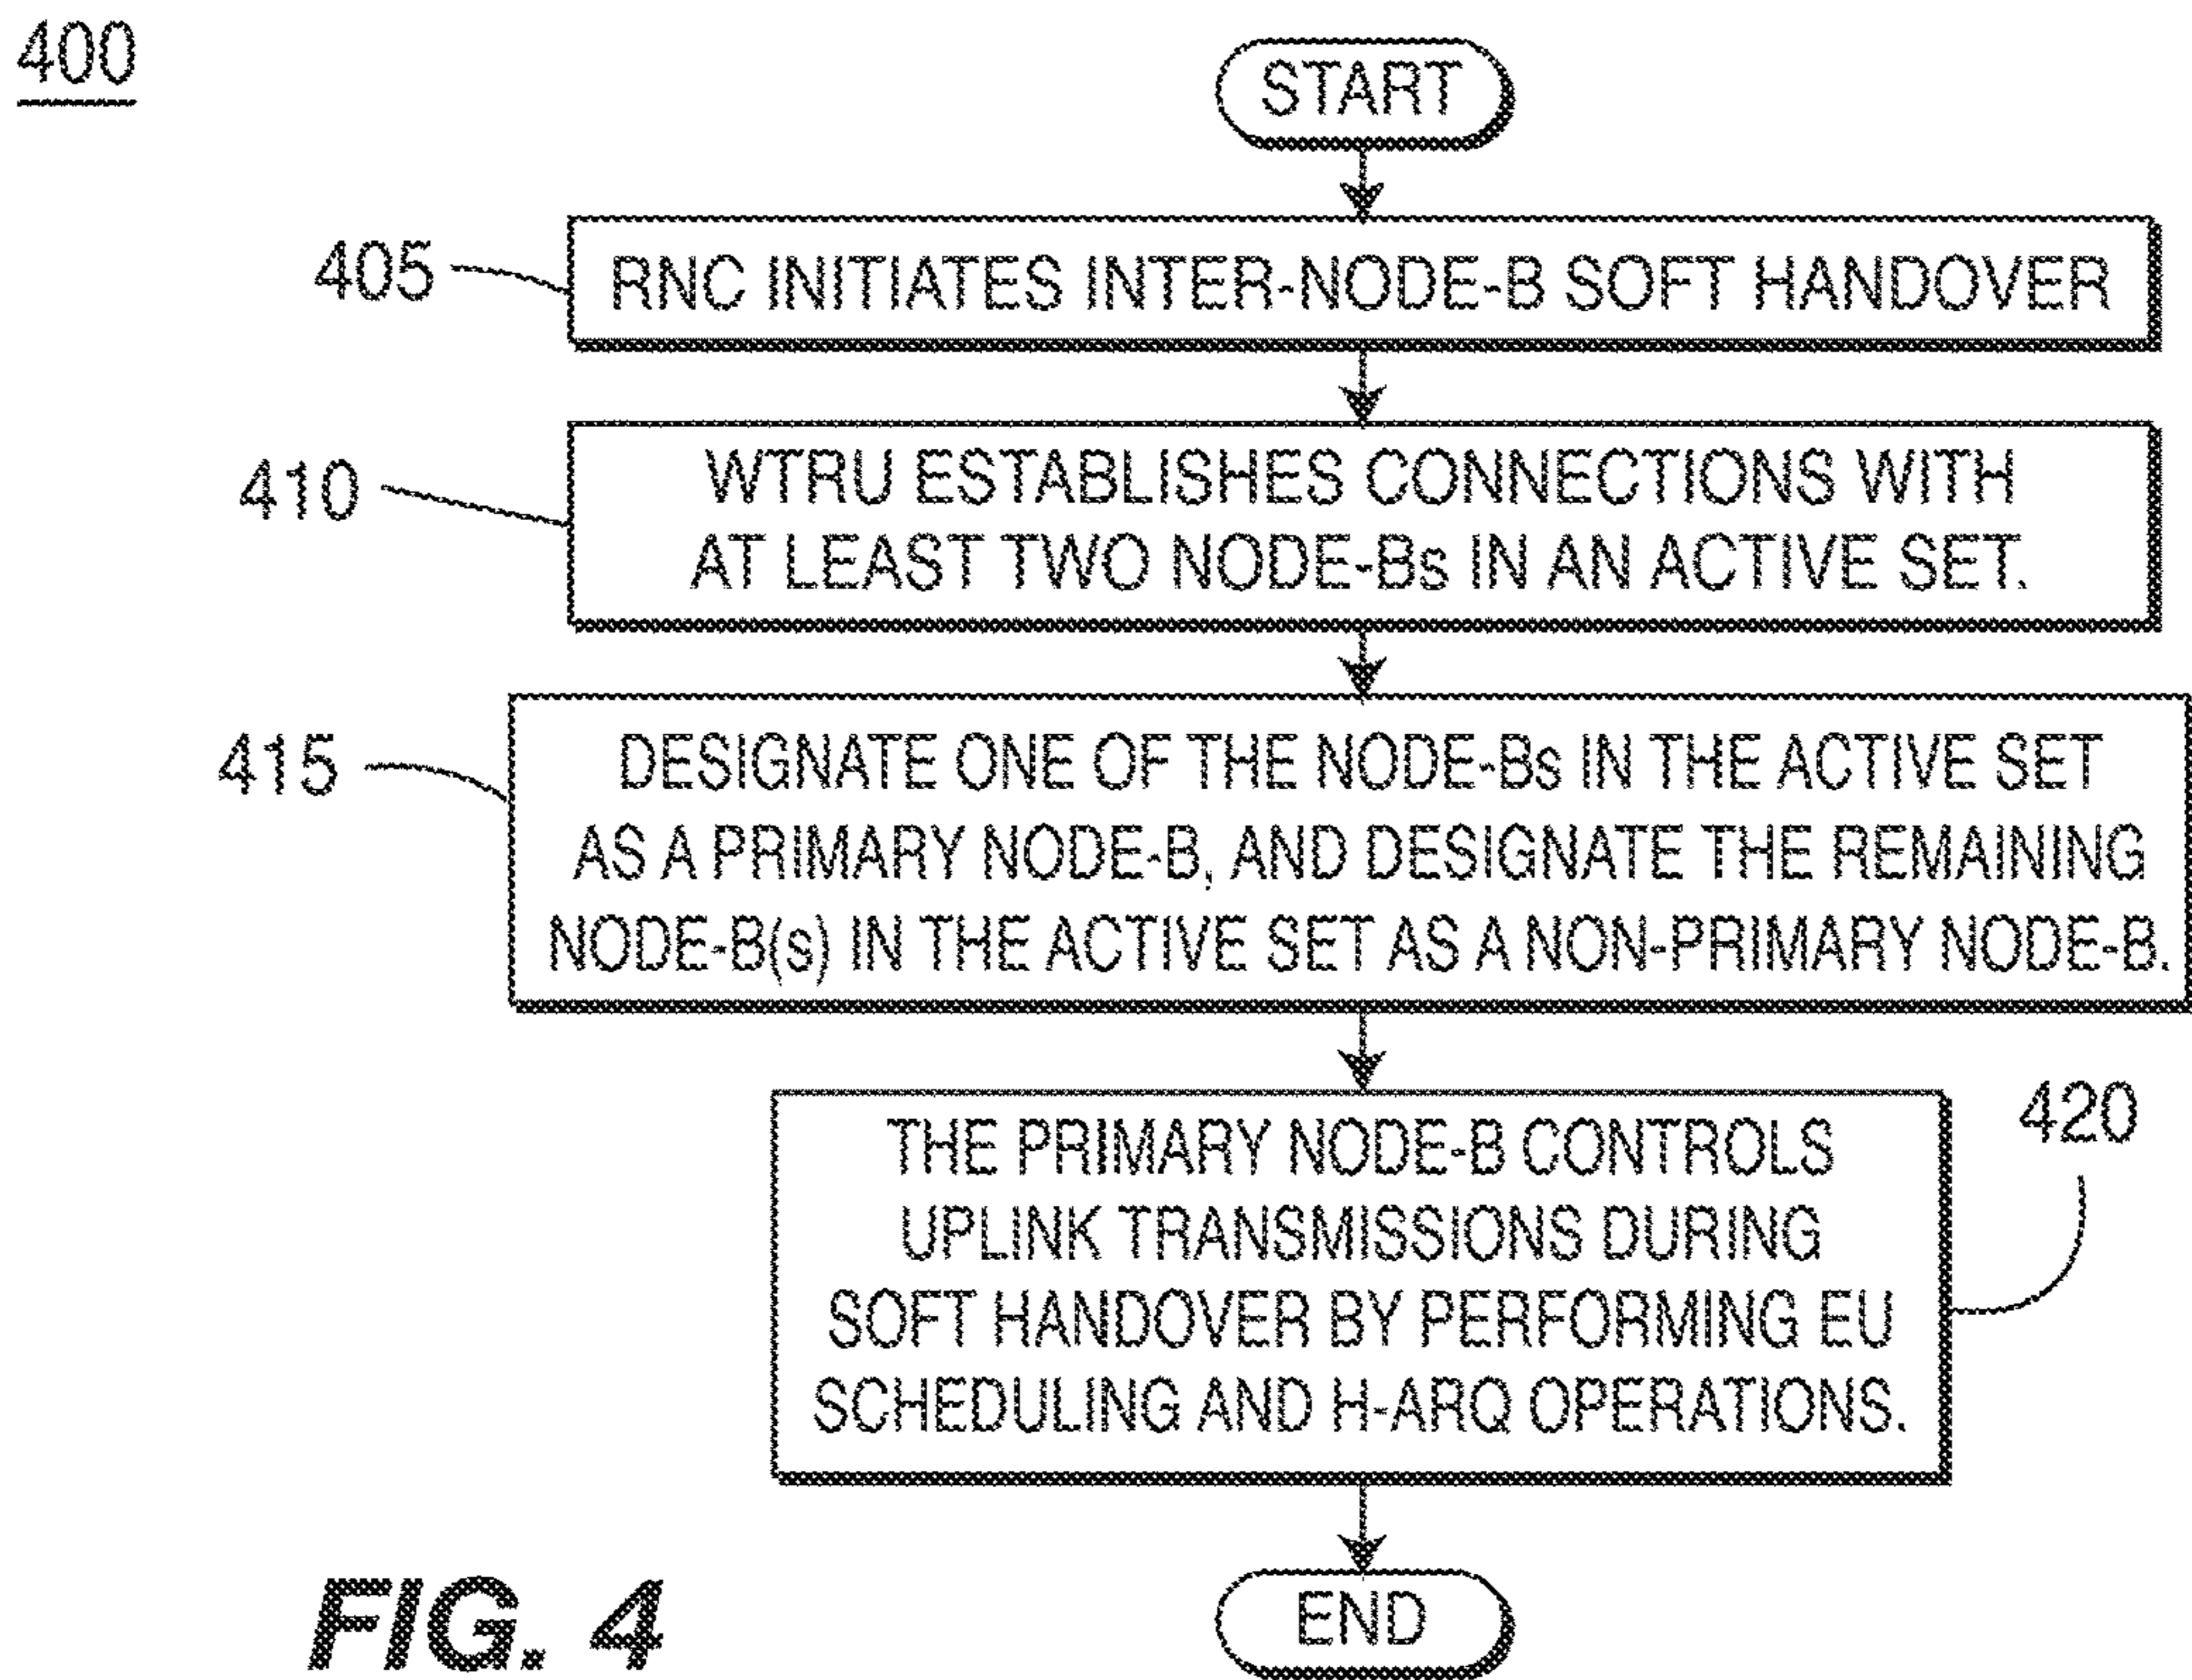 400
START
405
RNC INITIATES INTER-NODE-B SOFT HANDOVER
410
WTRU ESTABLISHES CONNECTIONS WITH
AT LEAST TWO NODE-Bs IN AN ACTIVE SET.
415
DESIGNATE ONE OF THE NODE-Bs IN THE ACTIVE SET
AS A PRIMARY NODE-B, AND DESIGNATE THE REMAINING
NODE-B(s) IN THE ACTIVE SET AS A NON-PRIMARY NODE-B.
420
THE PRIMARY NODE-B CONTROLS
UPLINK TRANSMISSIONS DURING
SOFT HANDOVER BY PERFORMING EU
SCHEDULING AND H-ARQ OPERATIONS.
END
FIG. 4